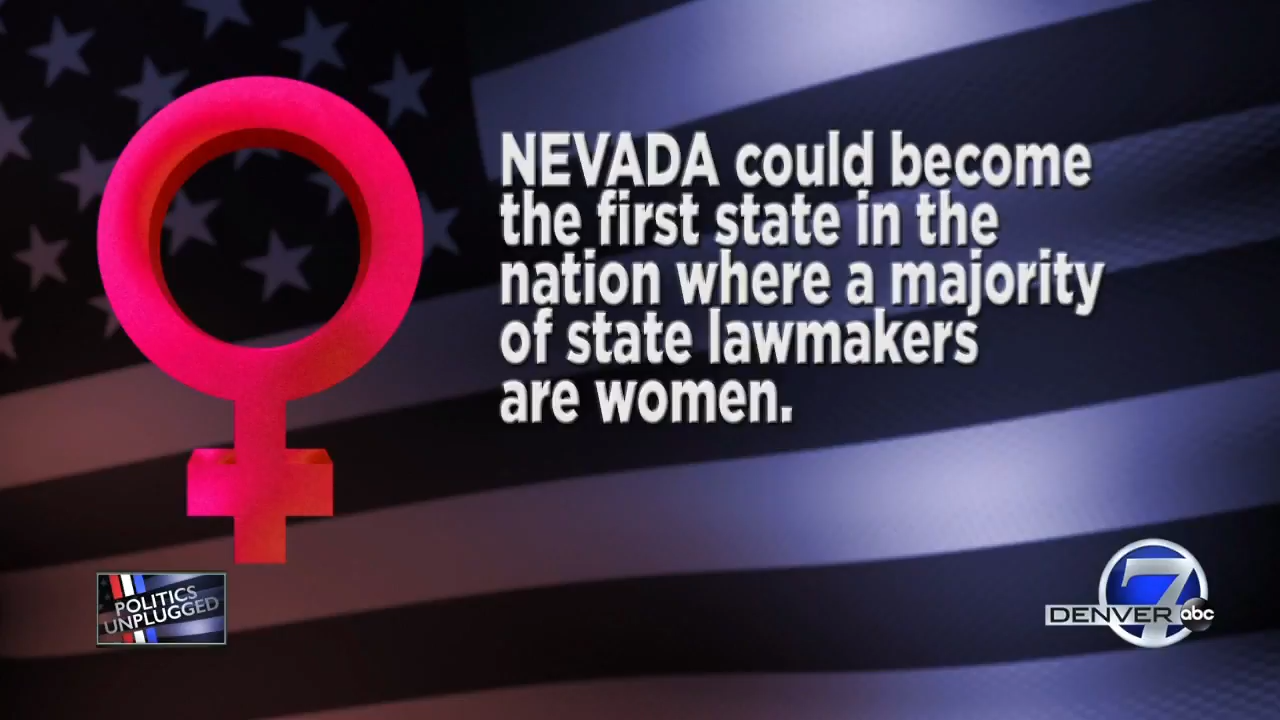 NEVADA could become
the first state in the
nation where a majority
of state lawmakers
are women.
POLITICS
UNPLUGGED
DENVER 7 abc